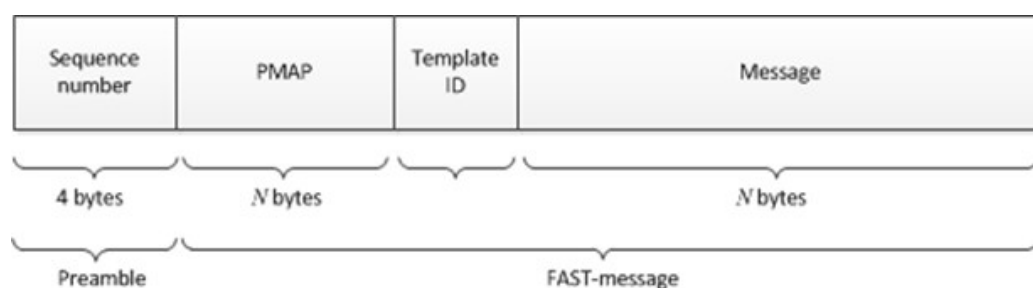 Sequence
number
PMAP
Template
ID
Message
4 bytes
N bytes
N bytes
Preamble
FAST-message